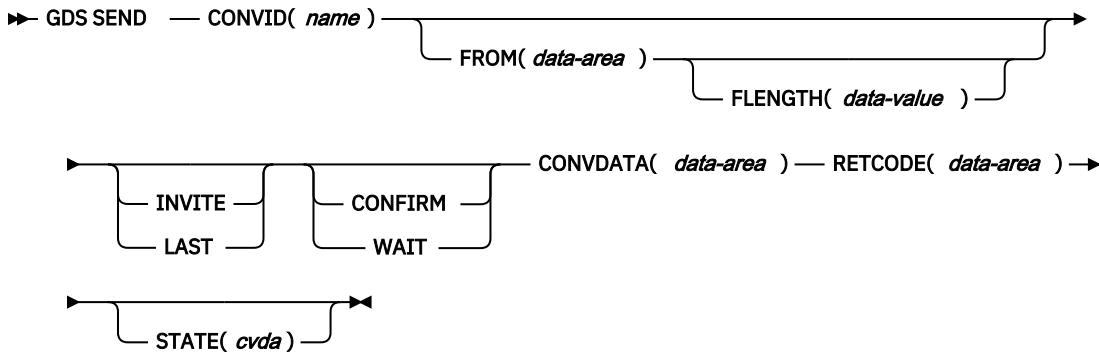 GDS SEND CONVID( name )
FROM( data-area )
FLENGTH( data-value )
CONVDATA( data-area ) RETCODE( data-area )
INVITE CONFIRM
LAST WAIT
STATE( cvda )